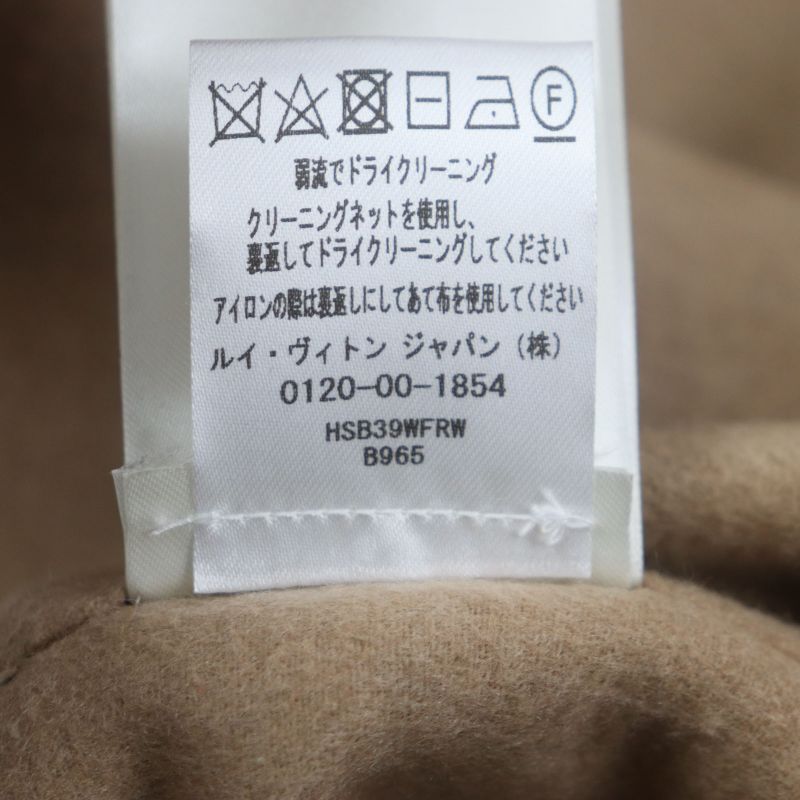 F
弱流でドライクリーニング
クリーニングネットを使用し、
裏返してドライクリーニングしてください
アイロンの際は裏返しにしてあて布を使用してください
ルイ・ヴィトン ジャパン (株)
0120-00-1854
HSB39WFRW
B965